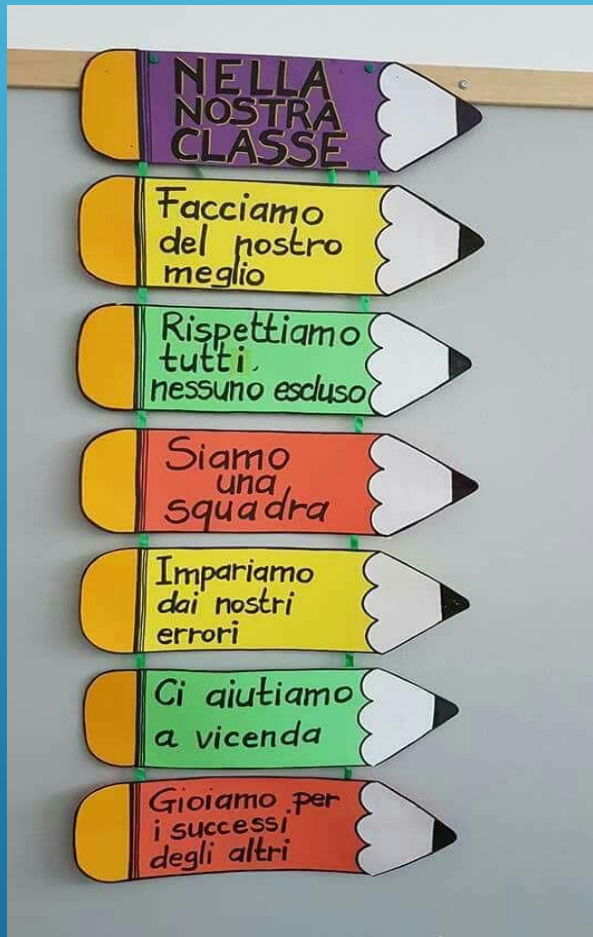 NELLA
NOSTRA
CLASSE
Facciamo
del nostro
meglio
Rispettiamo
tutti,
nessuno escluso
Siamo
una
squadra
Impariamo
dai nostri
errori
Ci aiutiamo
a vicenda
Gioiamo per
i successi
degli altri